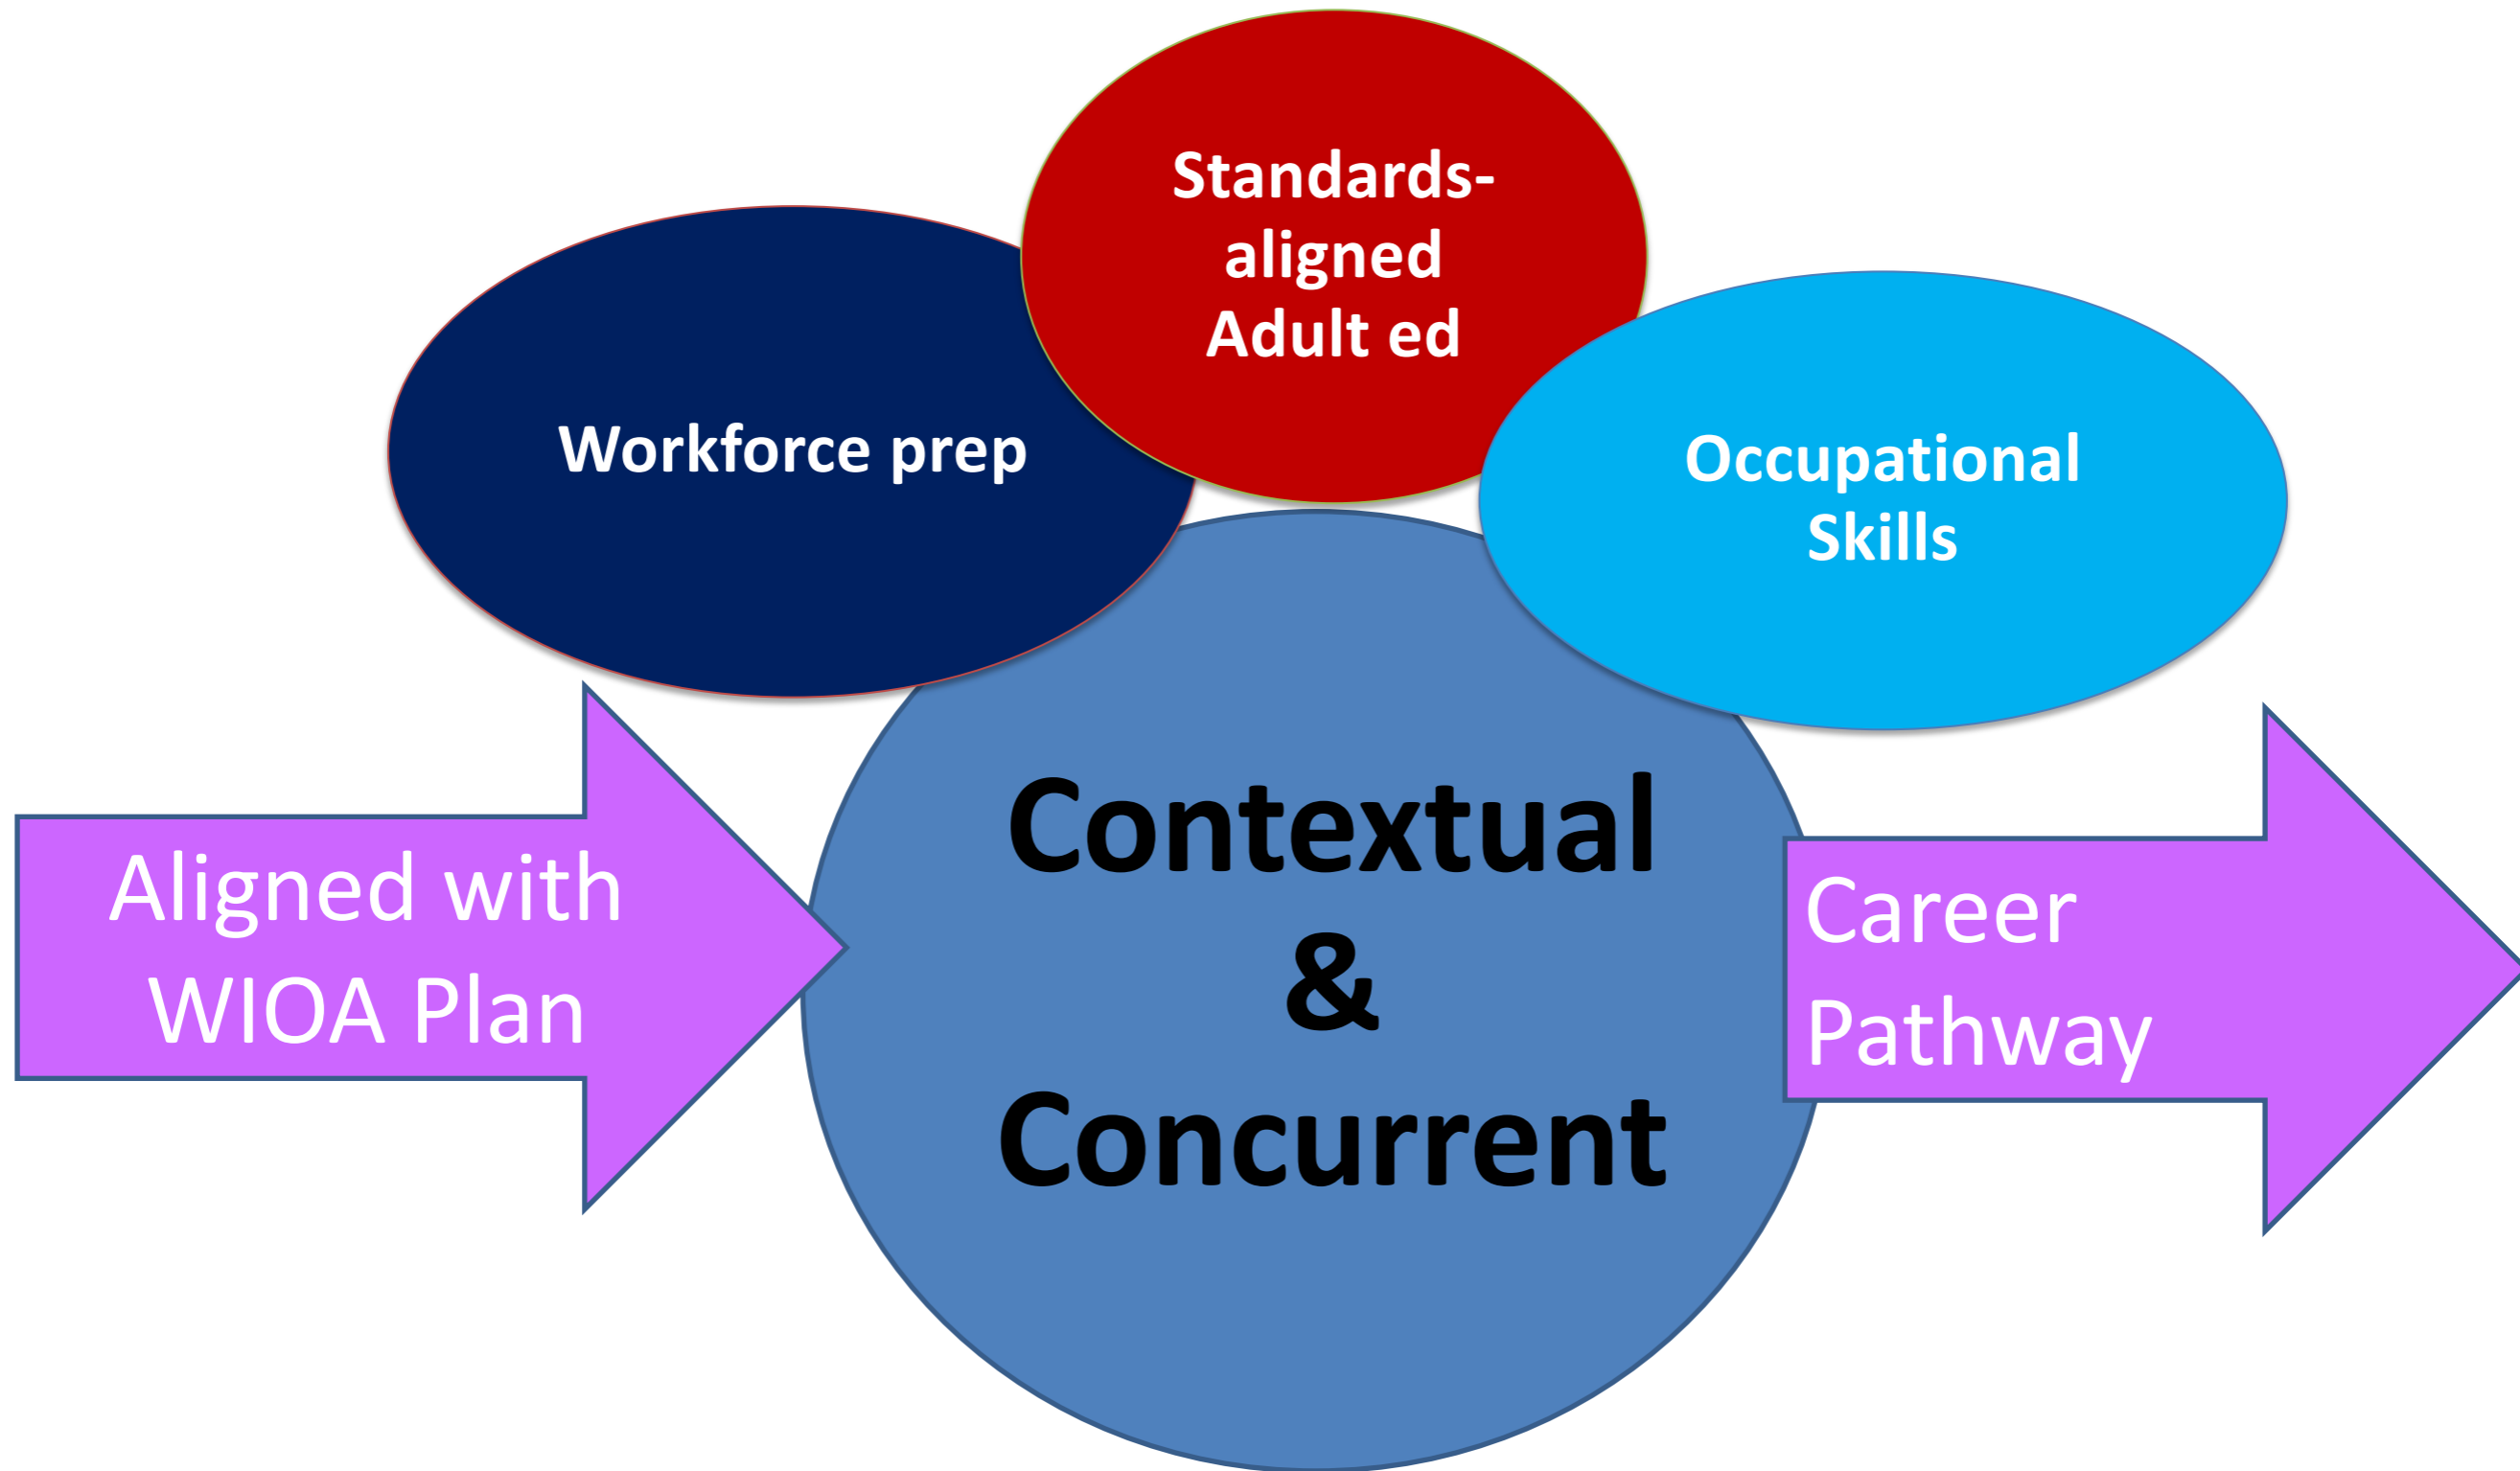 Standards-
aligned
Adult ed
Workforce prep
Occupational
Skills
Contextual
&
Concurrent
Aligned with
WIOA Plan
Career
Pathway